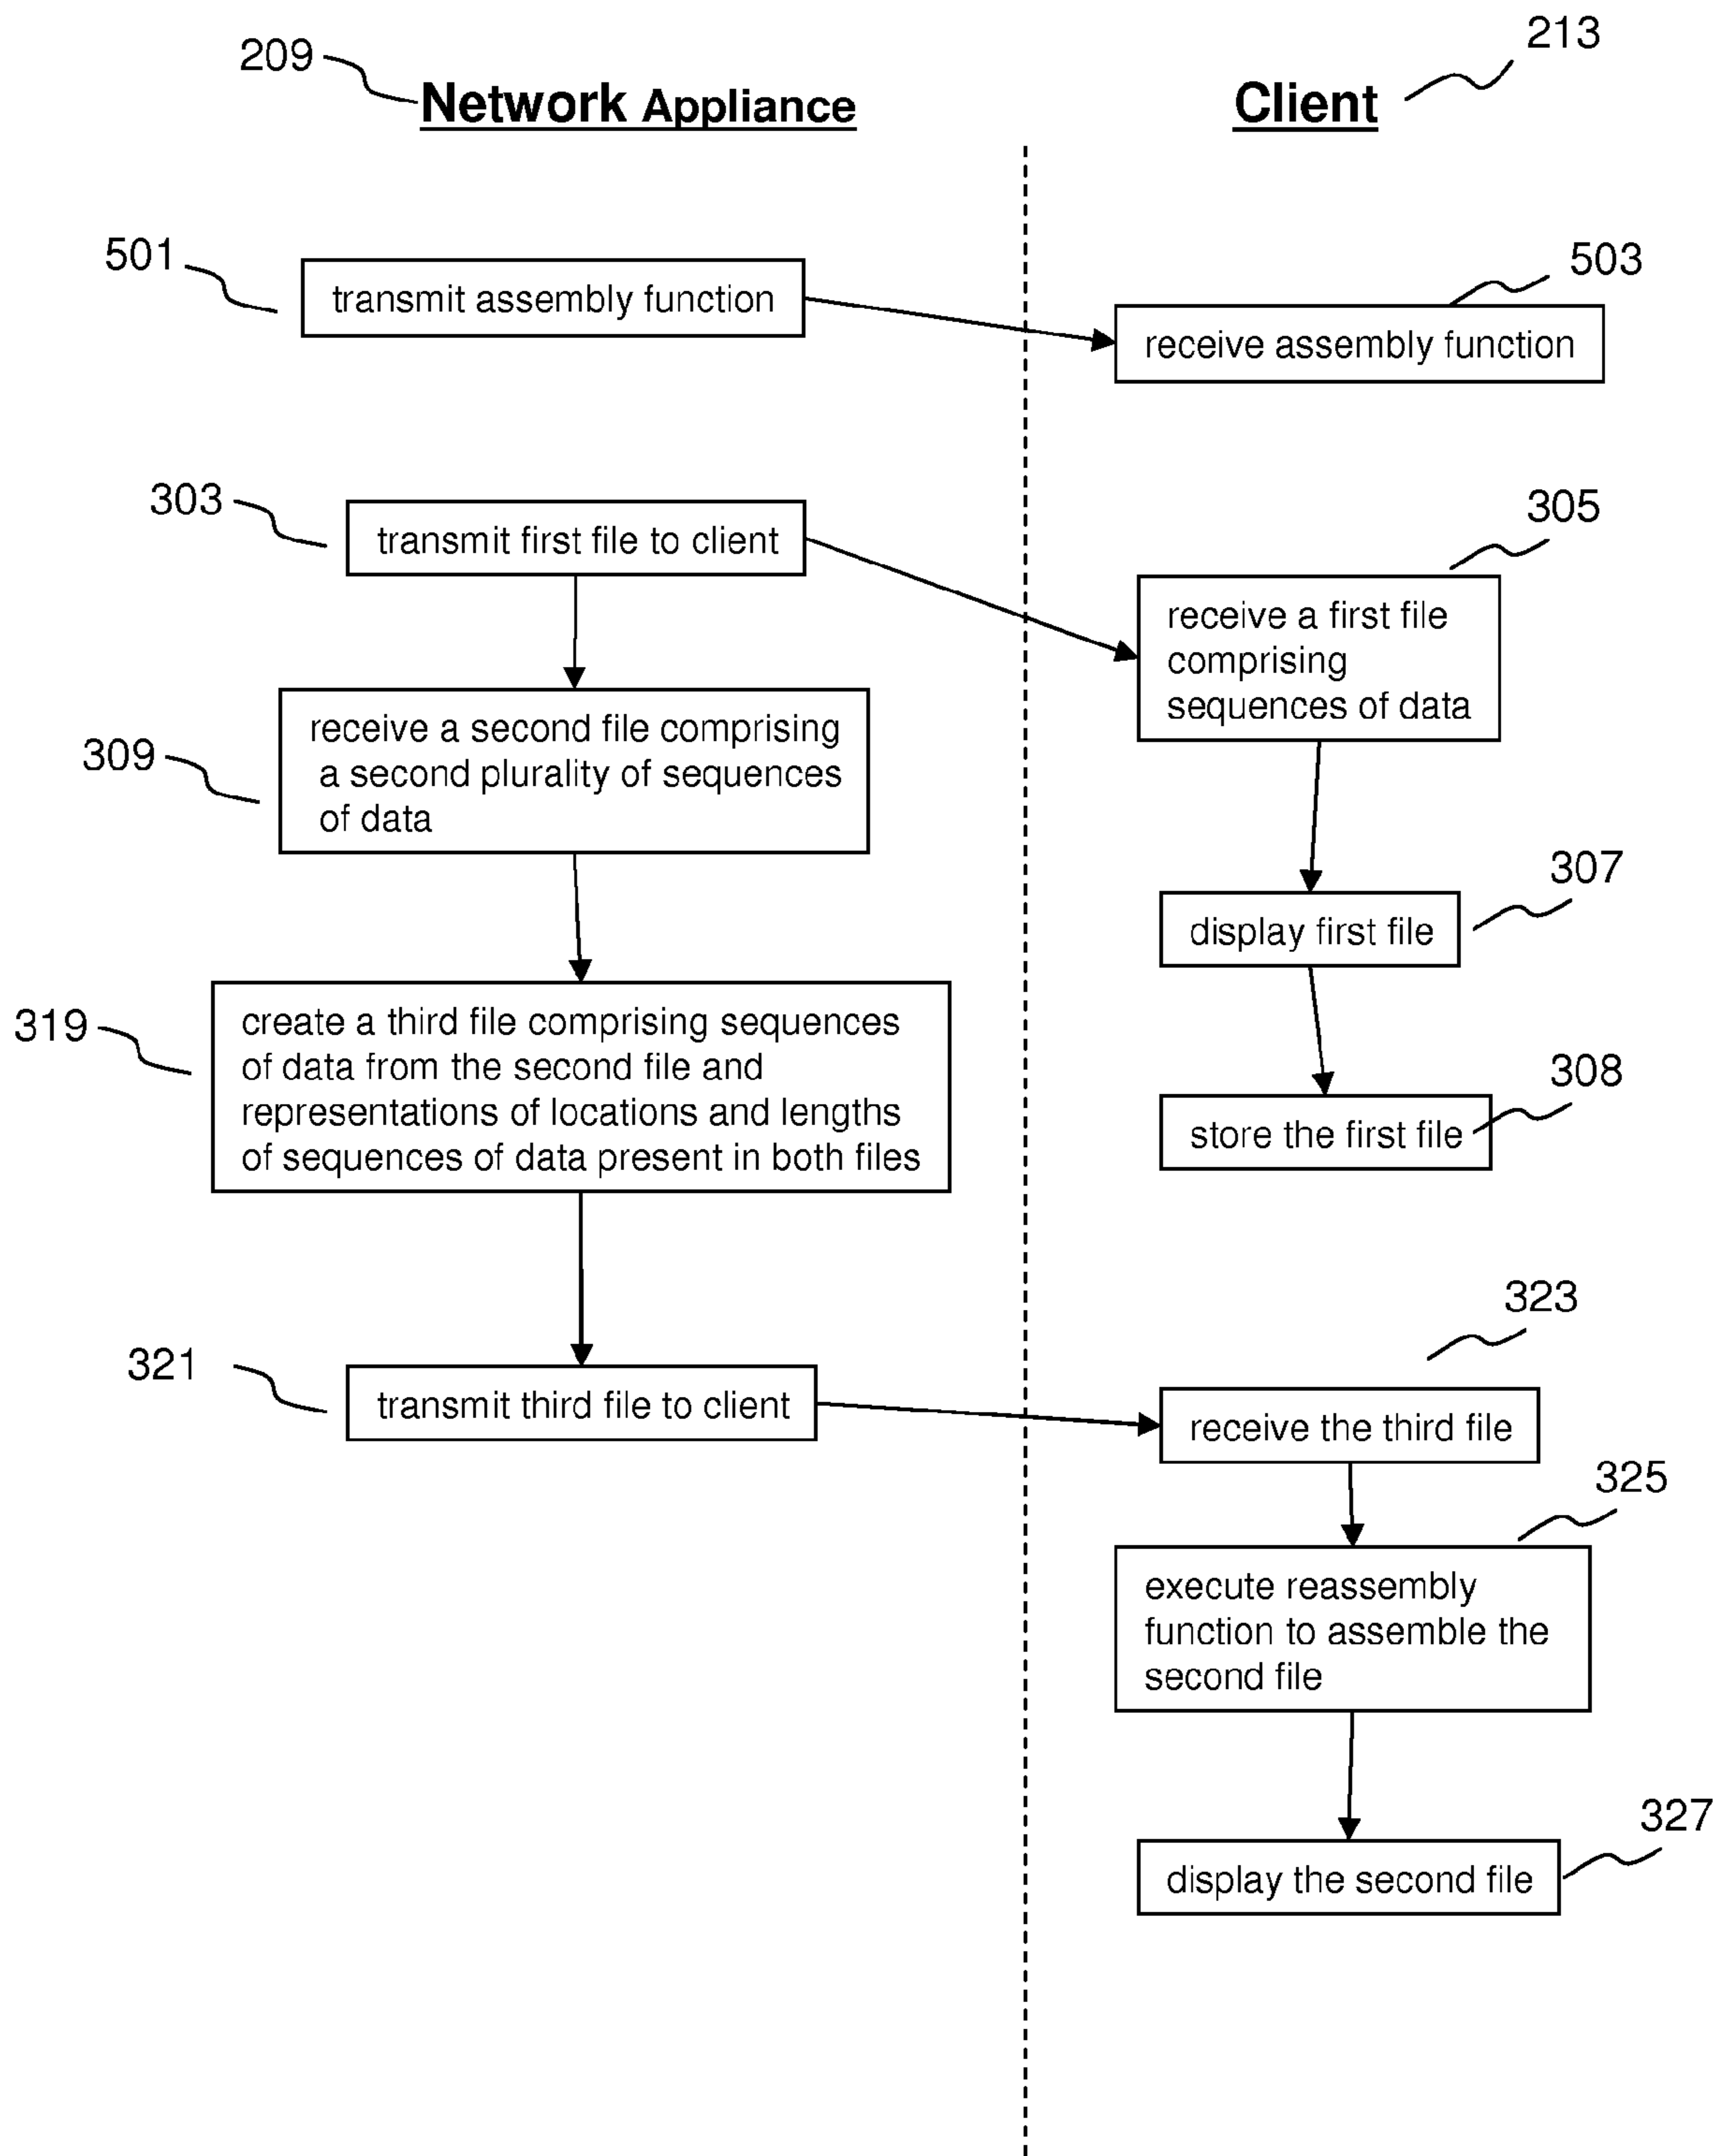 209
Network Appliance
213
Client
501
transmit assembly function
503
receive assembly function
303
transmit first file to client
305
receive a first file
comprising
sequences of data
309
receive a second file comprising
a second plurality of sequences
of data
307
display first file
319
create a third file comprising sequences
of data from the second file and
representations of locations and lengths
of sequences of data present in both files
308
store the first file
321
transmit third file to client
323
receive the third file
325
execute reassembly
function to assemble the
second file
327
display the second file